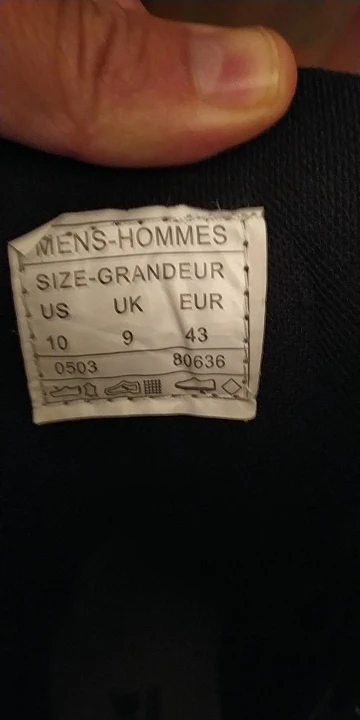 MENS-HOMMES
SIZE-GRANDEUR
US UK EUR
10 9 43
0503 80636